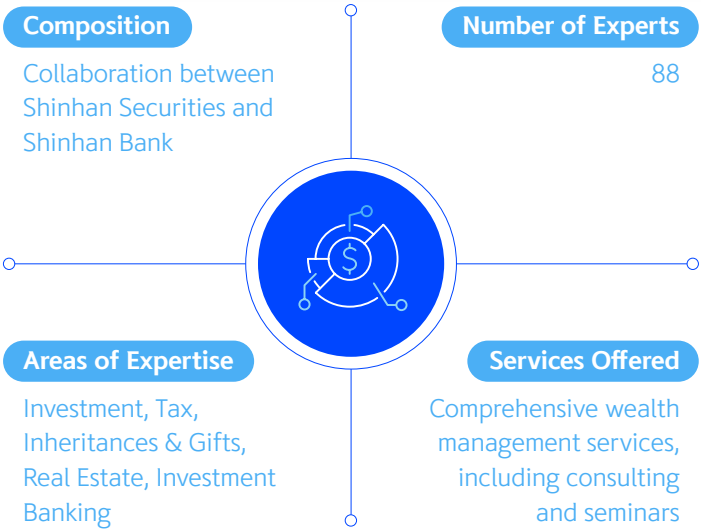 Composition
Collaboration between
Shinhan Securities and
Shinhan Bank
Number of Experts
88
$
Areas of Expertise
Investment, Tax,
Inheritances & Gifts,
Real Estate, Investment
Banking
Services Offered
Comprehensive wealth
management services,
including consulting
and seminars